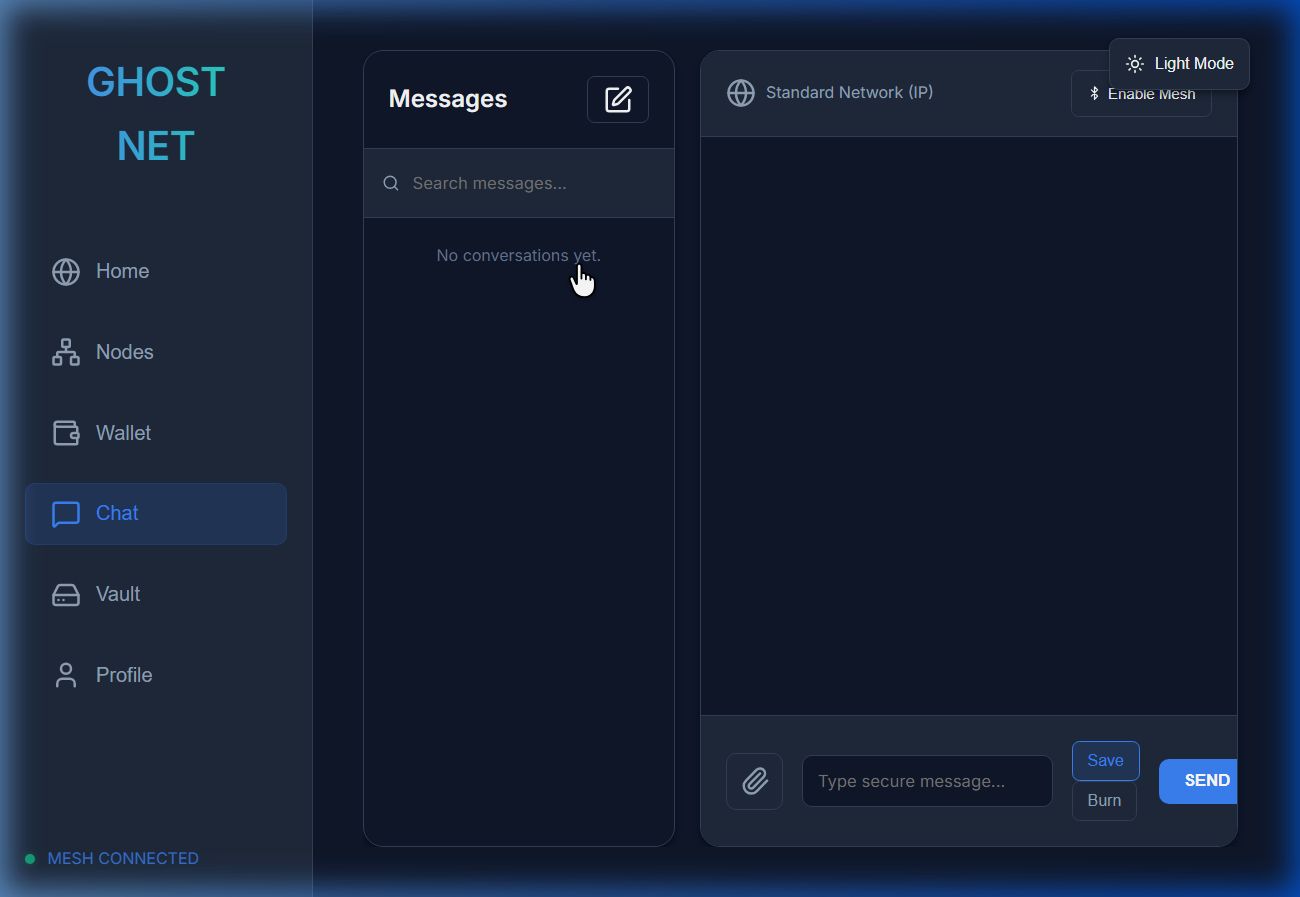 GHOST
NET
Home
Nodes
Wallet
Chat
Vault
Profile
MESH CONNECTED
Messages
Search messages...
No conversations yet.
Standard Network (IP)
Light Mode
Enable Mesh
Type secure message...
Save
Burn
SEND